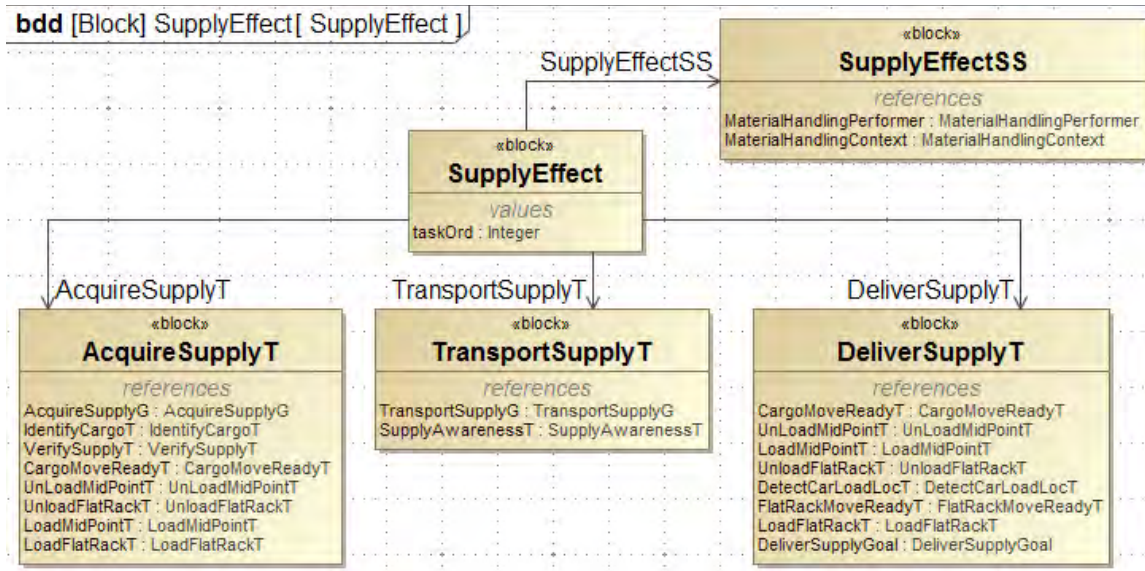 bdd [Block] SupplyEffect[ SupplyEffect ]
SupplyEffectSS
«block»
SupplyEffectSS
references
MaterialHandlingPerformer : MaterialHandlingPerformer
MaterialHandlingContext : MaterialHandlingContext
«block»
SupplyEffect
values
taskOrd : Integer
AcquireSupplyT
«block»
AcquireSupplyT
references
AcquireSupplyG : AcquireSupplyG
IdentifyCargoT : IdentifyCargoT
VerifySupplyT : VerifySupplyT
CargoMoveReadyT : CargoMoveReadyT
UnLoadMidPointT : UnLoadMidPointT
UnloadFlatRackT : UnloadFlatRackT
LoadMidPointT : LoadMidPointT
LoadFlatRackT : LoadFlatRackT
TransportSupplyT
«block»
TransportSupplyT
references
TransportSupplyG : TransportSupplyG
SupplyAwarenessT : SupplyAwarenessT
DeliverSupplyT
«block»
DeliverSupplyT
references
CargoMoveReadyT : CargoMoveReadyT
UnLoadMidPointT : UnLoadMidPointT
LoadMidPointT : LoadMidPointT
UnloadFlatRackT : UnloadFlatRackT
DetectCarLoadLocT : DetectCarLoadLocT
FlatRackMoveReadyT : FlatRackMoveReadyT
LoadFlatRackT : LoadFlatRackT
DeliverSupplyGoal : DeliverSupplyGoal